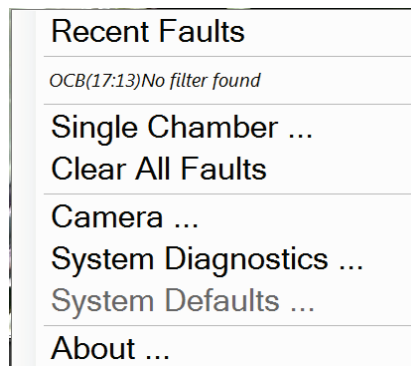 Recent Faults
OCB(17:13)No filter found
Single Chamber ...
Clear All Faults
Camera ...
System Diagnostics ...
System Defaults ...
About ...